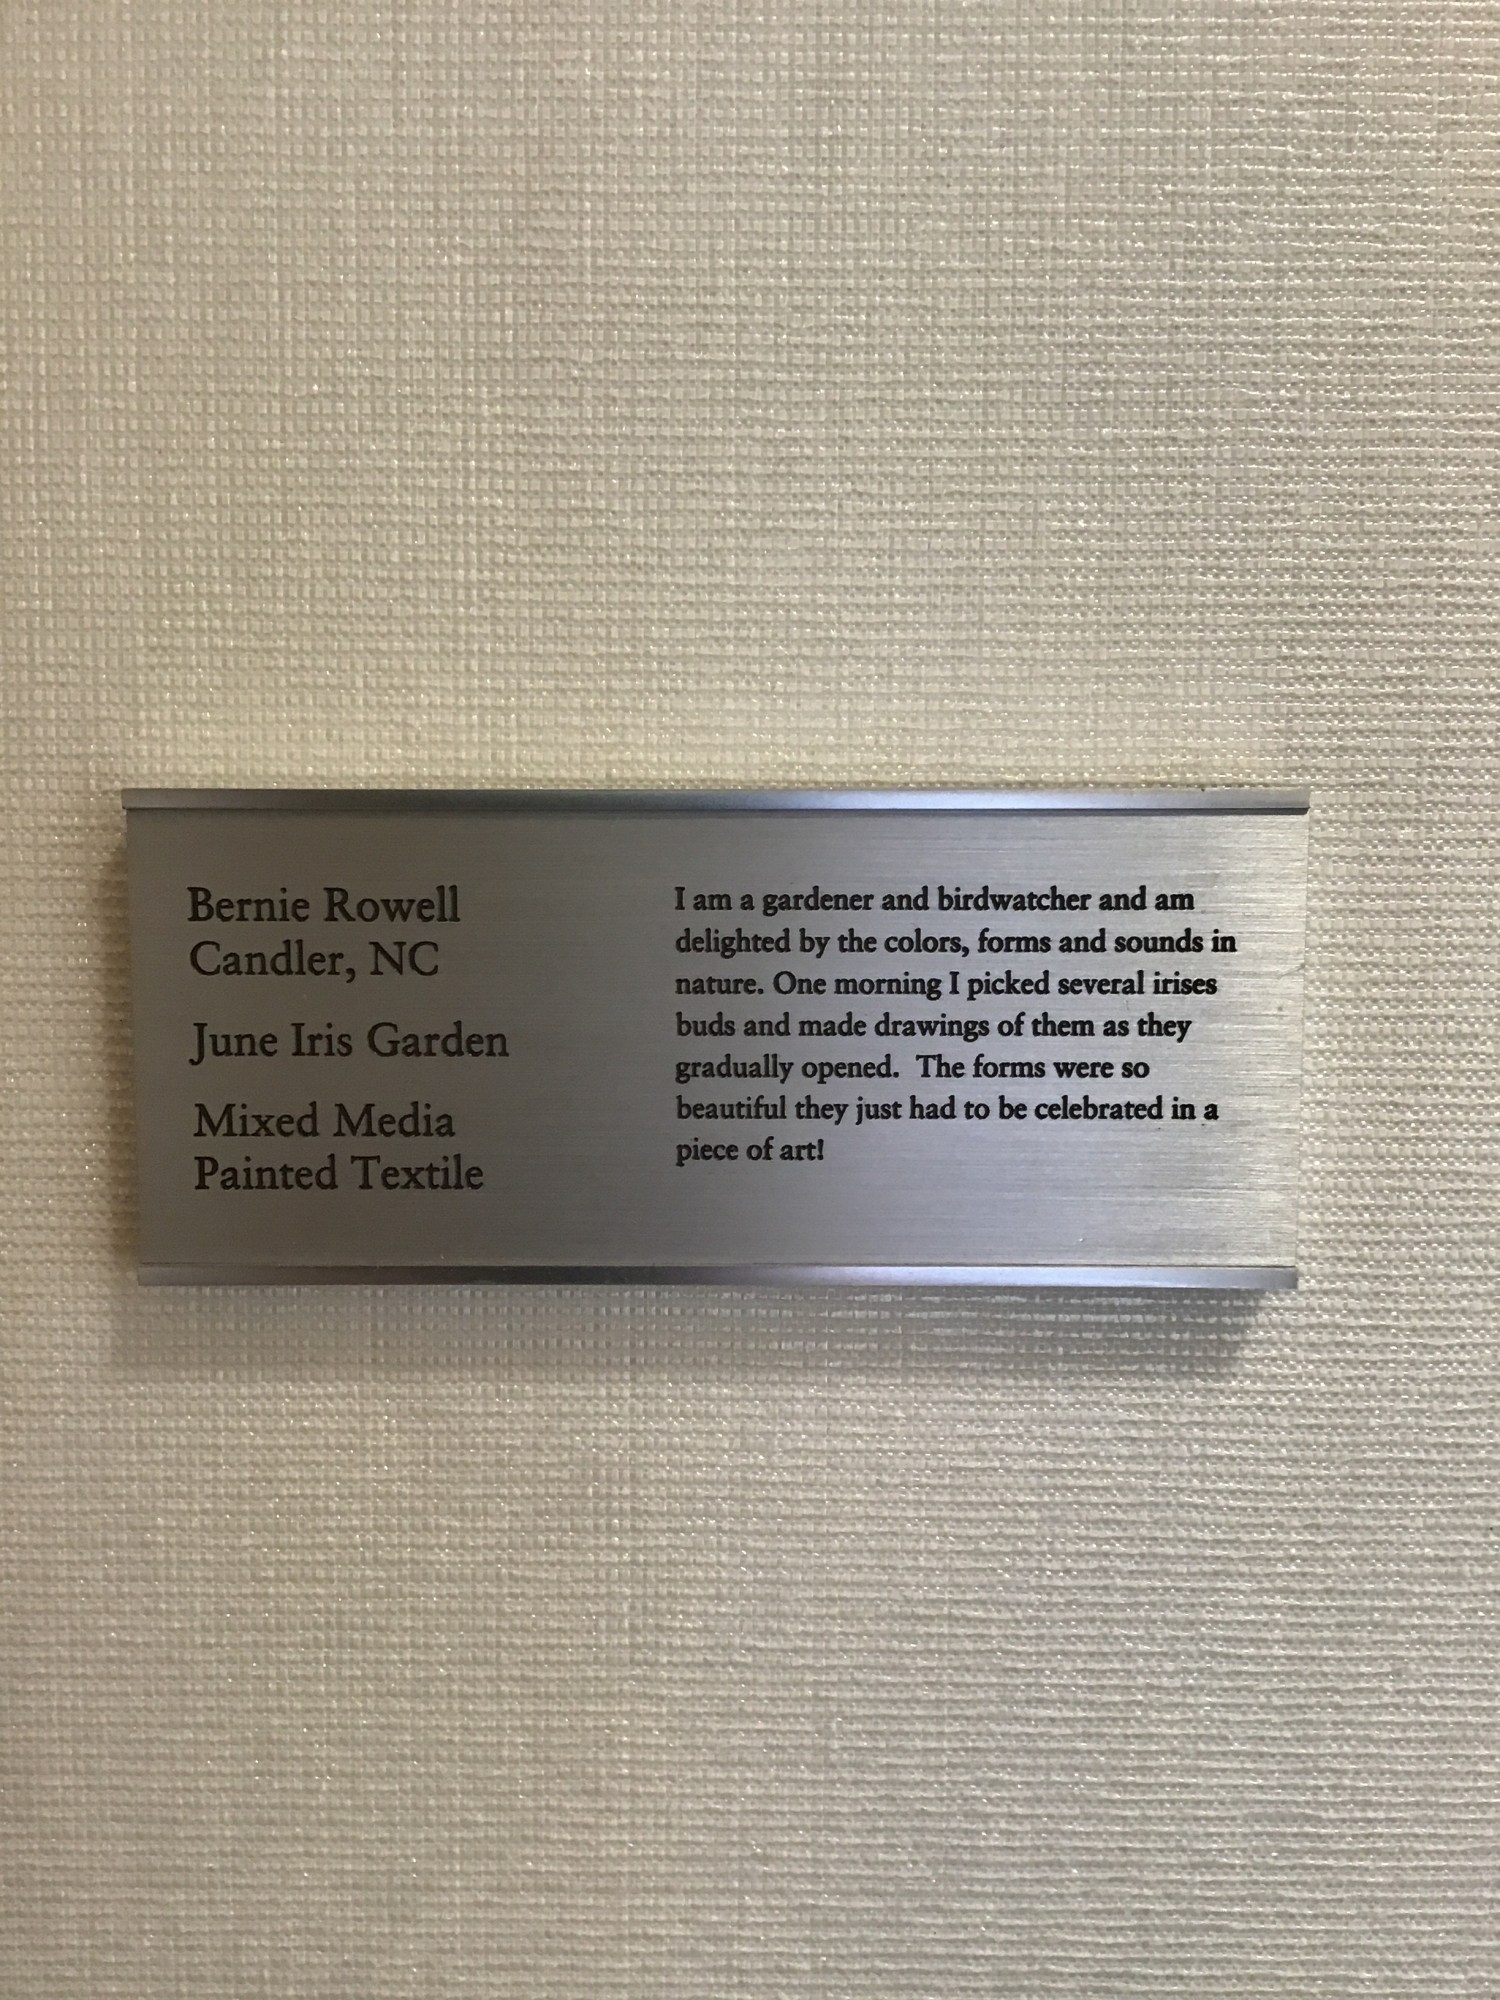 Bernie Rowell
Candler, NC
June Iris Garden
Mixed Media
Painted Textile
I am a gardener and birdwatcher and am
delighted by the colors, forms and sounds in
nature. One morning I picked several irises
buds and made drawings of them as they
gradually opened.  The forms were so
beautiful they just had to be celebrated in a
piece of art!